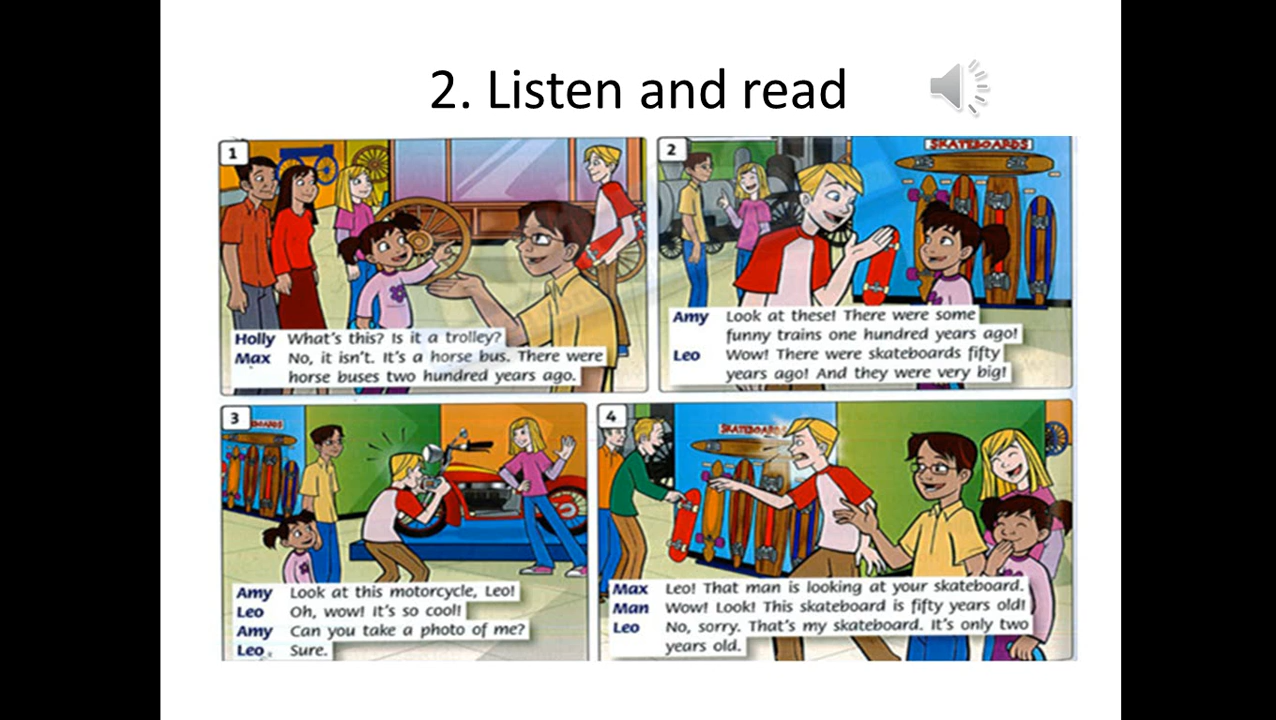 2. Listen and read
1
Holly What's this? Is it a trolley?
Max No, it isn't. It's a horse bus. There were
horse buses two hundred years ago.
2
SKATEBOARDS
Amy Look at these! There were some
funny trains one hundred years ago!
Leo Wow! There were skateboards fifty
years ago! And they were very big!
3
Amy Look at this motorcycle, Leo!
Leo Oh, wow! It's so cool!
Amy Can you take a photo of me?
Leo Sure.
4
SKATEBOARDS
Max Leo! That man is looking at your skateboard.
Man Wow! Look! This skateboard is fifty years old!
Leo No, sorry. That's my skateboard. It's only two
years old.